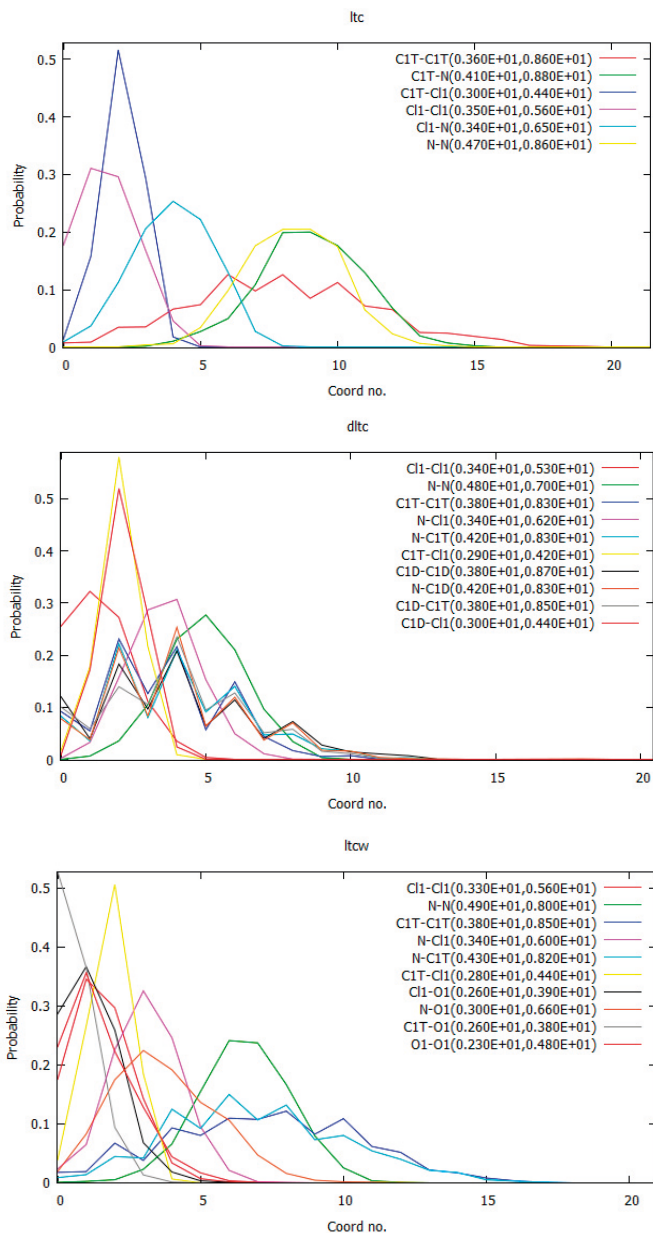 ltc
C1T-C1T(0.360E+01,0.860E+01)
C1T-N(0.410E+01,0.880E+01)
C1T-Cl1(0.300E+01,0.440E+01)
Cl1-Cl1(0.350E+01,0.560E+01)
Cl1-N(0.340E+01,0.650E+01)
N-N(0.470E+01,0.860E+01)
0.5
0.4
0.3
0.2
0.1
0
Probability
0 5 10 15 20
Coord no.
dltc
Cl1-Cl1(0.340E+01,0.530E+01)
N-N(0.480E+01,0.700E+01)
C1T-C1T(0.380E+01,0.830E+01)
N-Cl1(0.340E+01,0.620E+01)
N-C1T(0.420E+01,0.830E+01)
C1T-Cl1(0.290E+01,0.420E+01)
C1D-C1D(0.380E+01,0.870E+01)
N-C1D(0.420E+01,0.830E+01)
C1D-C1T(0.380E+01,0.850E+01)
C1D-Cl1(0.300E+01,0.440E+01)
0.5
0.4
0.3
0.2
0.1
0
Probability
0 5 10 15 20
Coord no.
ltcw
Cl1-Cl1(0.330E+01,0.560E+01)
N-N(0.490E+01,0.800E+01)
C1T-C1T(0.380E+01,0.850E+01)
N-Cl1(0.340E+01,0.600E+01)
N-C1T(0.430E+01,0.820E+01)
C1T-Cl1(0.280E+01,0.440E+01)
Cl1-O1(0.260E+01,0.390E+01)
N-O1(0.300E+01,0.660E+01)
C1T-O1(0.260E+01,0.380E+01)
O1-O1(0.230E+01,0.480E+01)
0.5
0.4
0.3
0.2
0.1
0
Probability
0 5 10 15 20
Coord no.